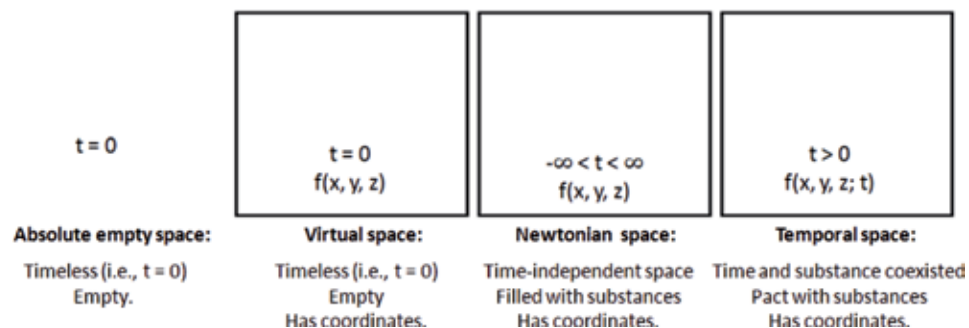 t = 0
t = 0
f(x, y, z)
-∞ < t < ∞
f(x, y, z)
t > 0
f(x, y, z; t)
Absolute empty space:
Timeless (i.e., t = 0)
Empty.
Virtual space:
Timeless (i.e., t = 0)
Empty
Has coordinates.
Newtonian space:
Time-independent space
Filled with substances
Has coordinates.
Temporal space:
Time and substance coexisted
Pact with substances
Has coordinates.